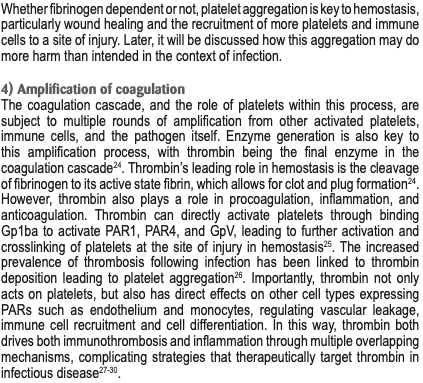 Whether fibrinogen dependent or not, platelet aggregation is key to hemostasis,
particularly wound healing and the recruitment of more platelets and immune
cells to a site of injury. Later, it will be discussed how this aggregation may do
more harm than intended in the context of infection.
4) Amplification of coagulation
The coagulation cascade, and the role of platelets within this process, are
subject to multiple rounds of amplification from other activated platelets,
immune cells, and the pathogen itself. Enzyme generation is also key to
this amplification process, with thrombin being the final enzyme in the
coagulation cascade24. Thrombin's leading role in hemostasis is the cleavage
of fibrinogen to its active state fibrin, which allows for clot and plug formation24.
However, thrombin also plays a role in procoagulation, inflammation, and
anticoagulation. Thrombin can directly activate platelets through binding
Gp1ba to activate PAR1, PAR4, and GpV, leading to further activation and
crosslinking of platelets at the site of injury in hemostasis25. The increased
prevalence of thrombosis following infection has been linked to thrombin
deposition leading to platelet aggregation26. Importantly, thrombin not only
acts on platelets, but also has direct effects on other cell types expressing
PARs such as endothelium and monocytes, regulating vascular leakage,
immune cell recruitment and cell differentiation. In this way, thrombin both
drives both immunothrombosis and inflammation through multiple overlapping
mechanisms, complicating strategies that therapeutically target thrombin in
infectious disease27-30.